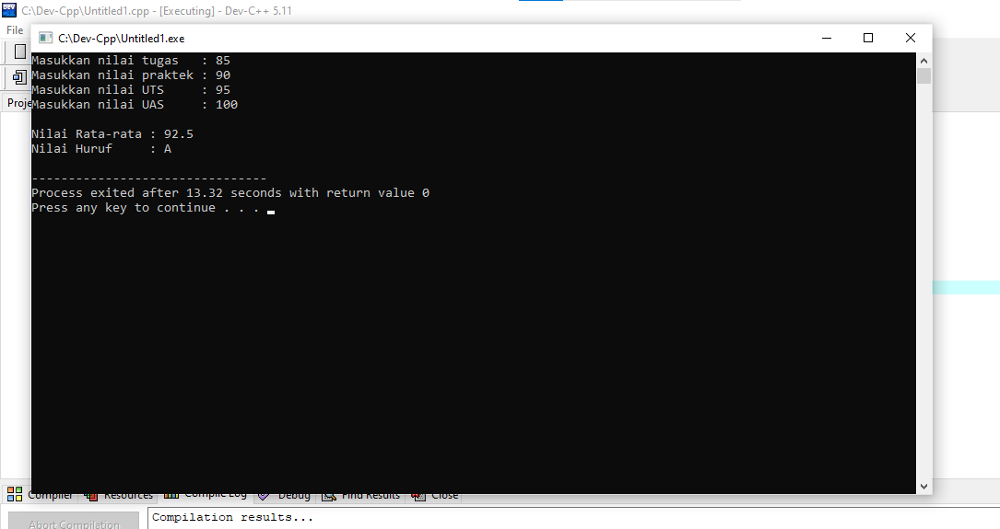 C:\Dev-Cpp\Untitled1.cpp - [Executing] - Dev-C++ 5.11
File
C:\Dev-Cpp\Untitled1.exe
Masukkan nilai tugas   : 85
Masukkan nilai praktek : 90
Masukkan nilai UTS     : 95
Masukkan nilai UAS     : 100
Nilai Rata-rata : 92.5
Nilai Huruf     : A
--------------------------------
Process exited after 13.32 seconds with return value 0
Press any key to continue . . .
Proje
Compiler Resources Compile Log Debug Find Results Close
Abort Compilation
Compilation results...